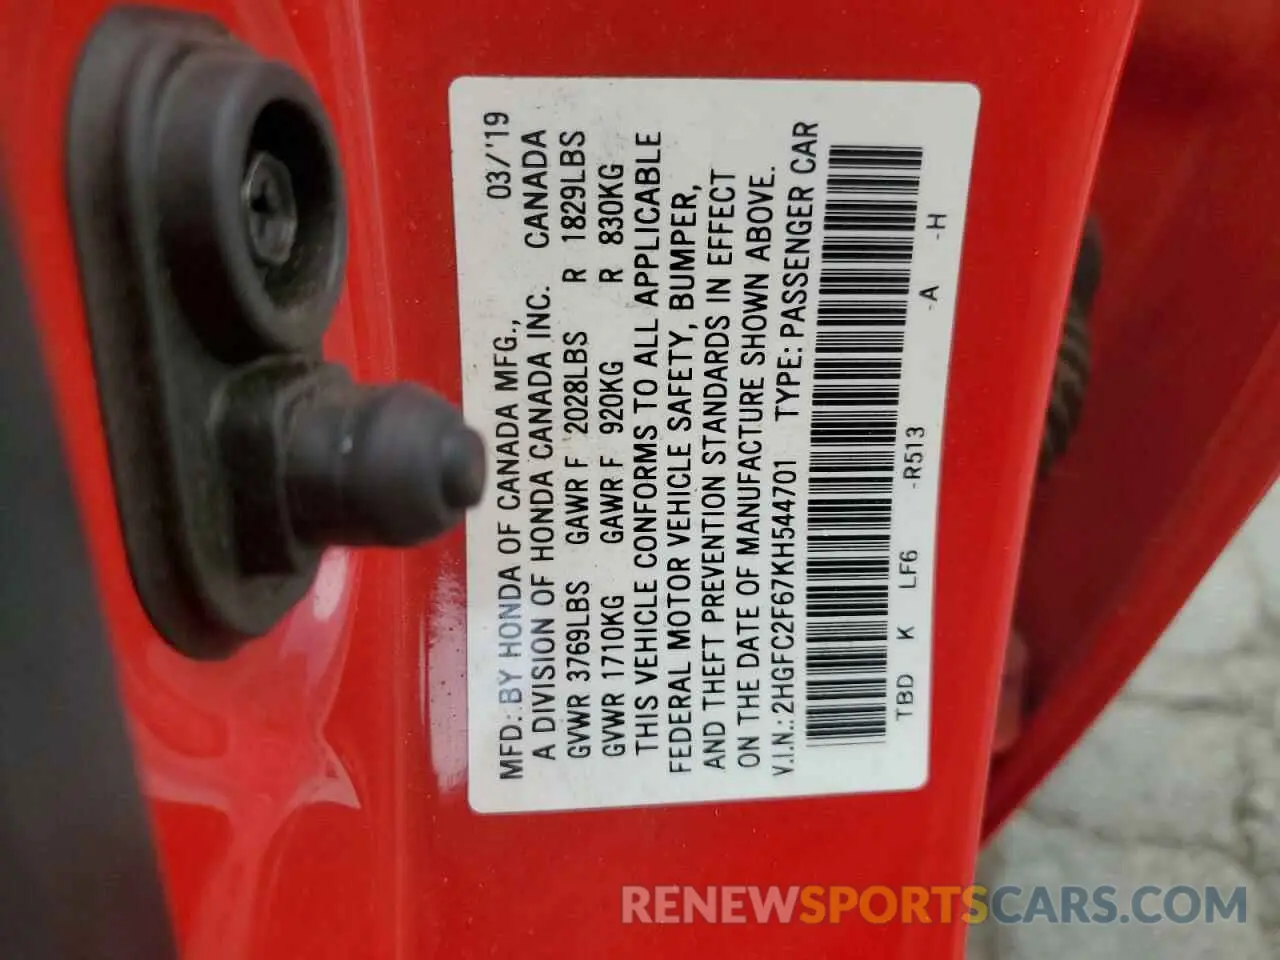 MFD. BY HONDA OF CANADA MFG., 03/'19
A DIVISION OF HONDA CANADA INC. CANADA
GVWR 3769LBS GAWR F 2028LBS R 1829LBS
GVWR 1710KG GAWR F 920KG R 830KG
THIS VEHICLE CONFORMS TO ALL APPLICABLE
FEDERAL MOTOR VEHICLE SAFETY, BUMPER,
AND THEFT PREVENTION STANDARDS IN EFFECT
ON THE DATE OF MANUFACTURE SHOWN ABOVE.
V.I.N.: 2HGFC2F67KH544701 TYPE: PASSENGER CAR
TBD K LF6 -R513 -A -H
RENEWSPORTSCARS.COM